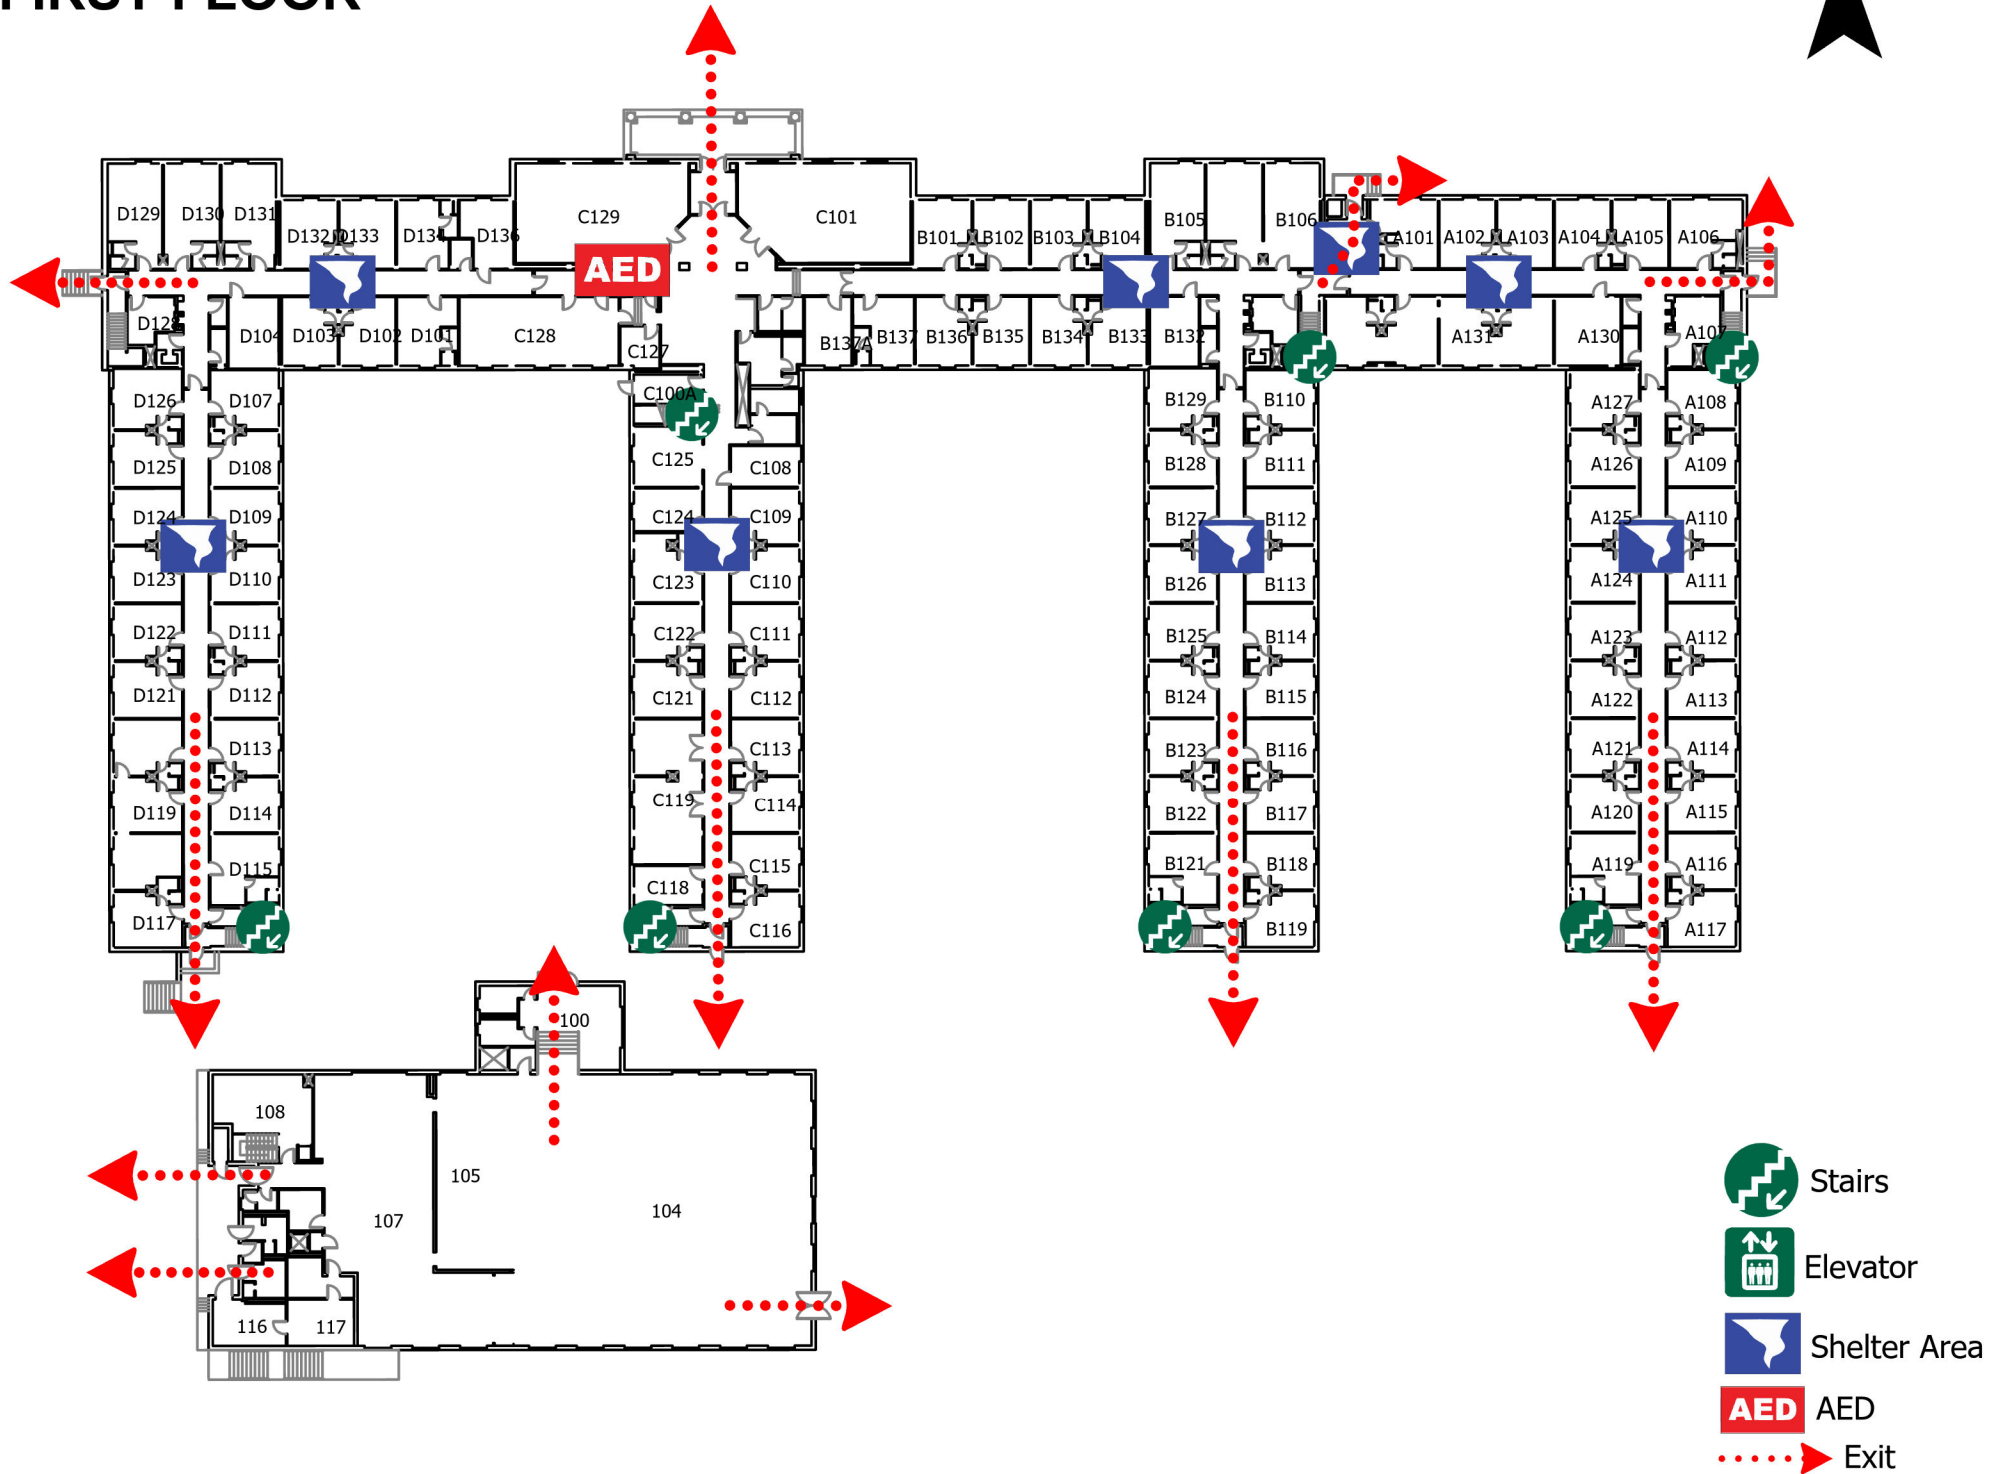 FIRST FLOOR
D129 D130 D131 D132 D133 D134 D136 C129 C101 B101 B102 B103 B104 B105 B106 A101 A102 A103 A104 A105 A106
AED
D128 D104 D103 D102 D101 C128 C127 B137A B137 B136 B135 B134 B133 B132 A131 A130 A107
C100A
D126 D107 B129 B110 A127 A108
D125 D108 C125 C108 B128 B111 A126 A109
D124 D109 C124 C109 B127 B112 A125 A110
D123 D110 C123 C110 B126 B113 A124 A111
D122 D111 C122 C111 B125 B114 A123 A112
D121 D112 C121 C112 B124 B115 A122 A113
D113 C113 B123 B116 A121 A114
D119 D114 C119 C114 B122 B117 A120 A115
D115 C118 C115 B121 B118 A119 A116
D117 C116 B119 A117
100
108
105
107
104
116 117
Stairs
Elevator
Shelter Area
AED AED
Exit